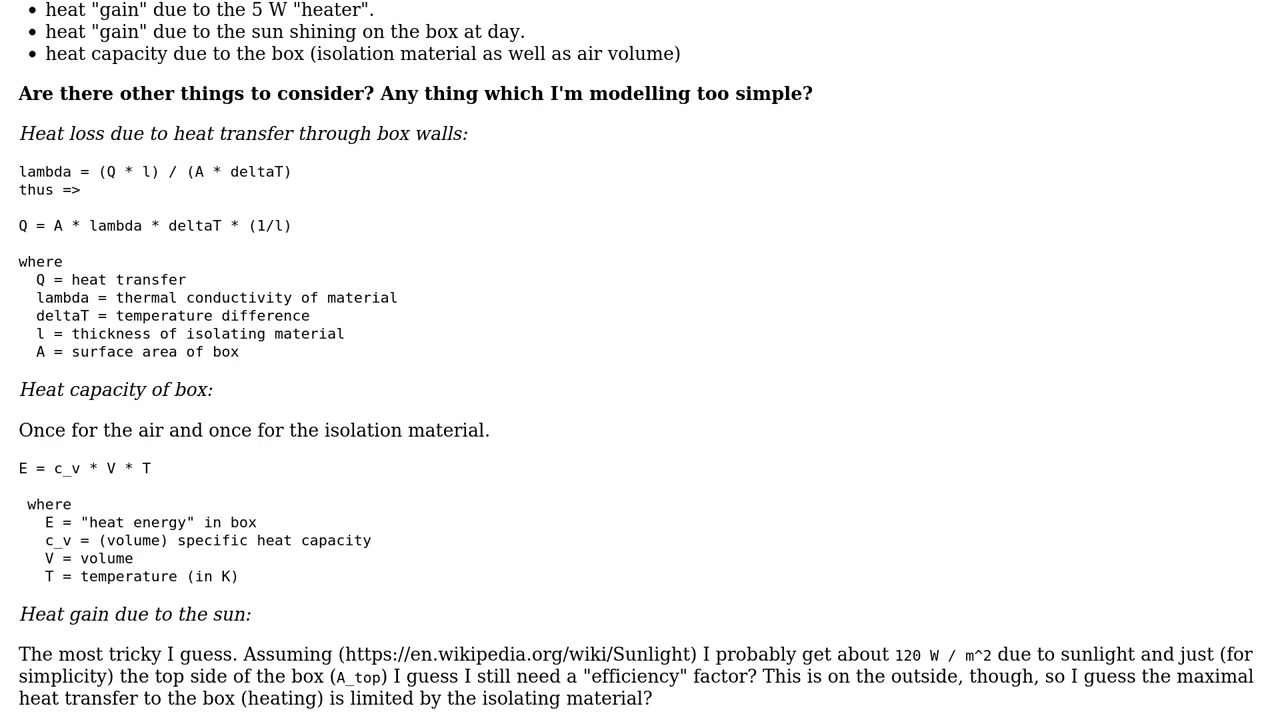 • heat "gain" due to the 5 W "heater".
• heat "gain" due to the sun shining on the box at day.
• heat capacity due to the box (isolation material as well as air volume)
Are there other things to consider? Any thing which I'm modelling too simple?
Heat loss due to heat transfer through box walls:
lambda = (Q * l) / (A * deltaT)
thus =>
Q = A * lambda * deltaT * (1/l)
where
  Q = heat transfer
  lambda = thermal conductivity of material
  deltaT = temperature difference
  l = thickness of isolating material
  A = surface area of box
Heat capacity of box:
Once for the air and once for the isolation material.
E = c_v * V * T
 where
   E = "heat energy" in box
   c_v = (volume) specific heat capacity
   V = volume
   T = temperature (in K)
Heat gain due to the sun:
The most tricky I guess. Assuming (https://en.wikipedia.org/wiki/Sunlight) I probably get about 120 W / m^2 due to sunlight and just (for
simplicity) the top side of the box (A_top) I guess I still need a "efficiency" factor? This is on the outside, though, so I guess the maximal
heat transfer to the box (heating) is limited by the isolating material?